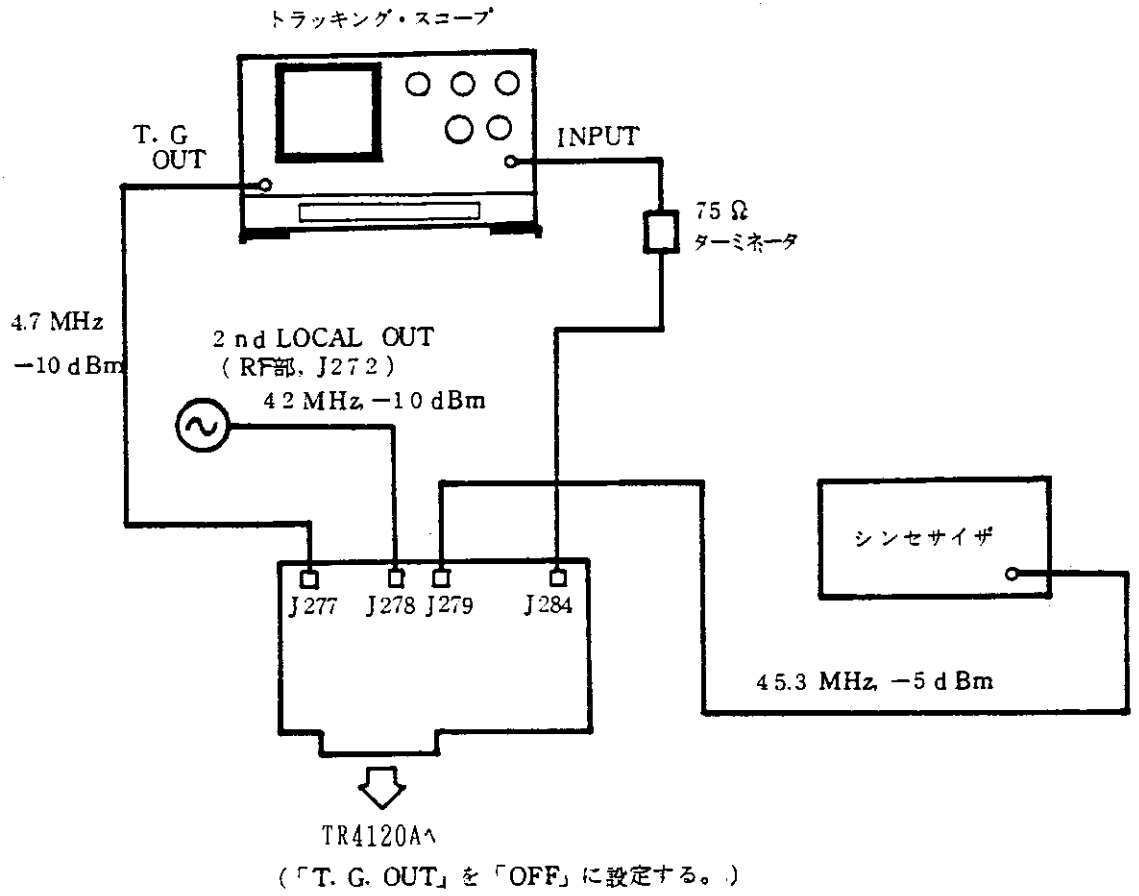 トラッキング・スコープ
T. G
OUT
INPUT
75 Ω
ターミネータ
4.7 MHz
−10 dBm
2 nd LOCAL OUT
( RF部, J272 )
42 MHz, −10 dBm
シンセサイザ
J277
J278
J279
J284
45.3 MHz, −5 dBm
TR4120Aへ
(「T. G. OUT」を「OFF」に設定する。)